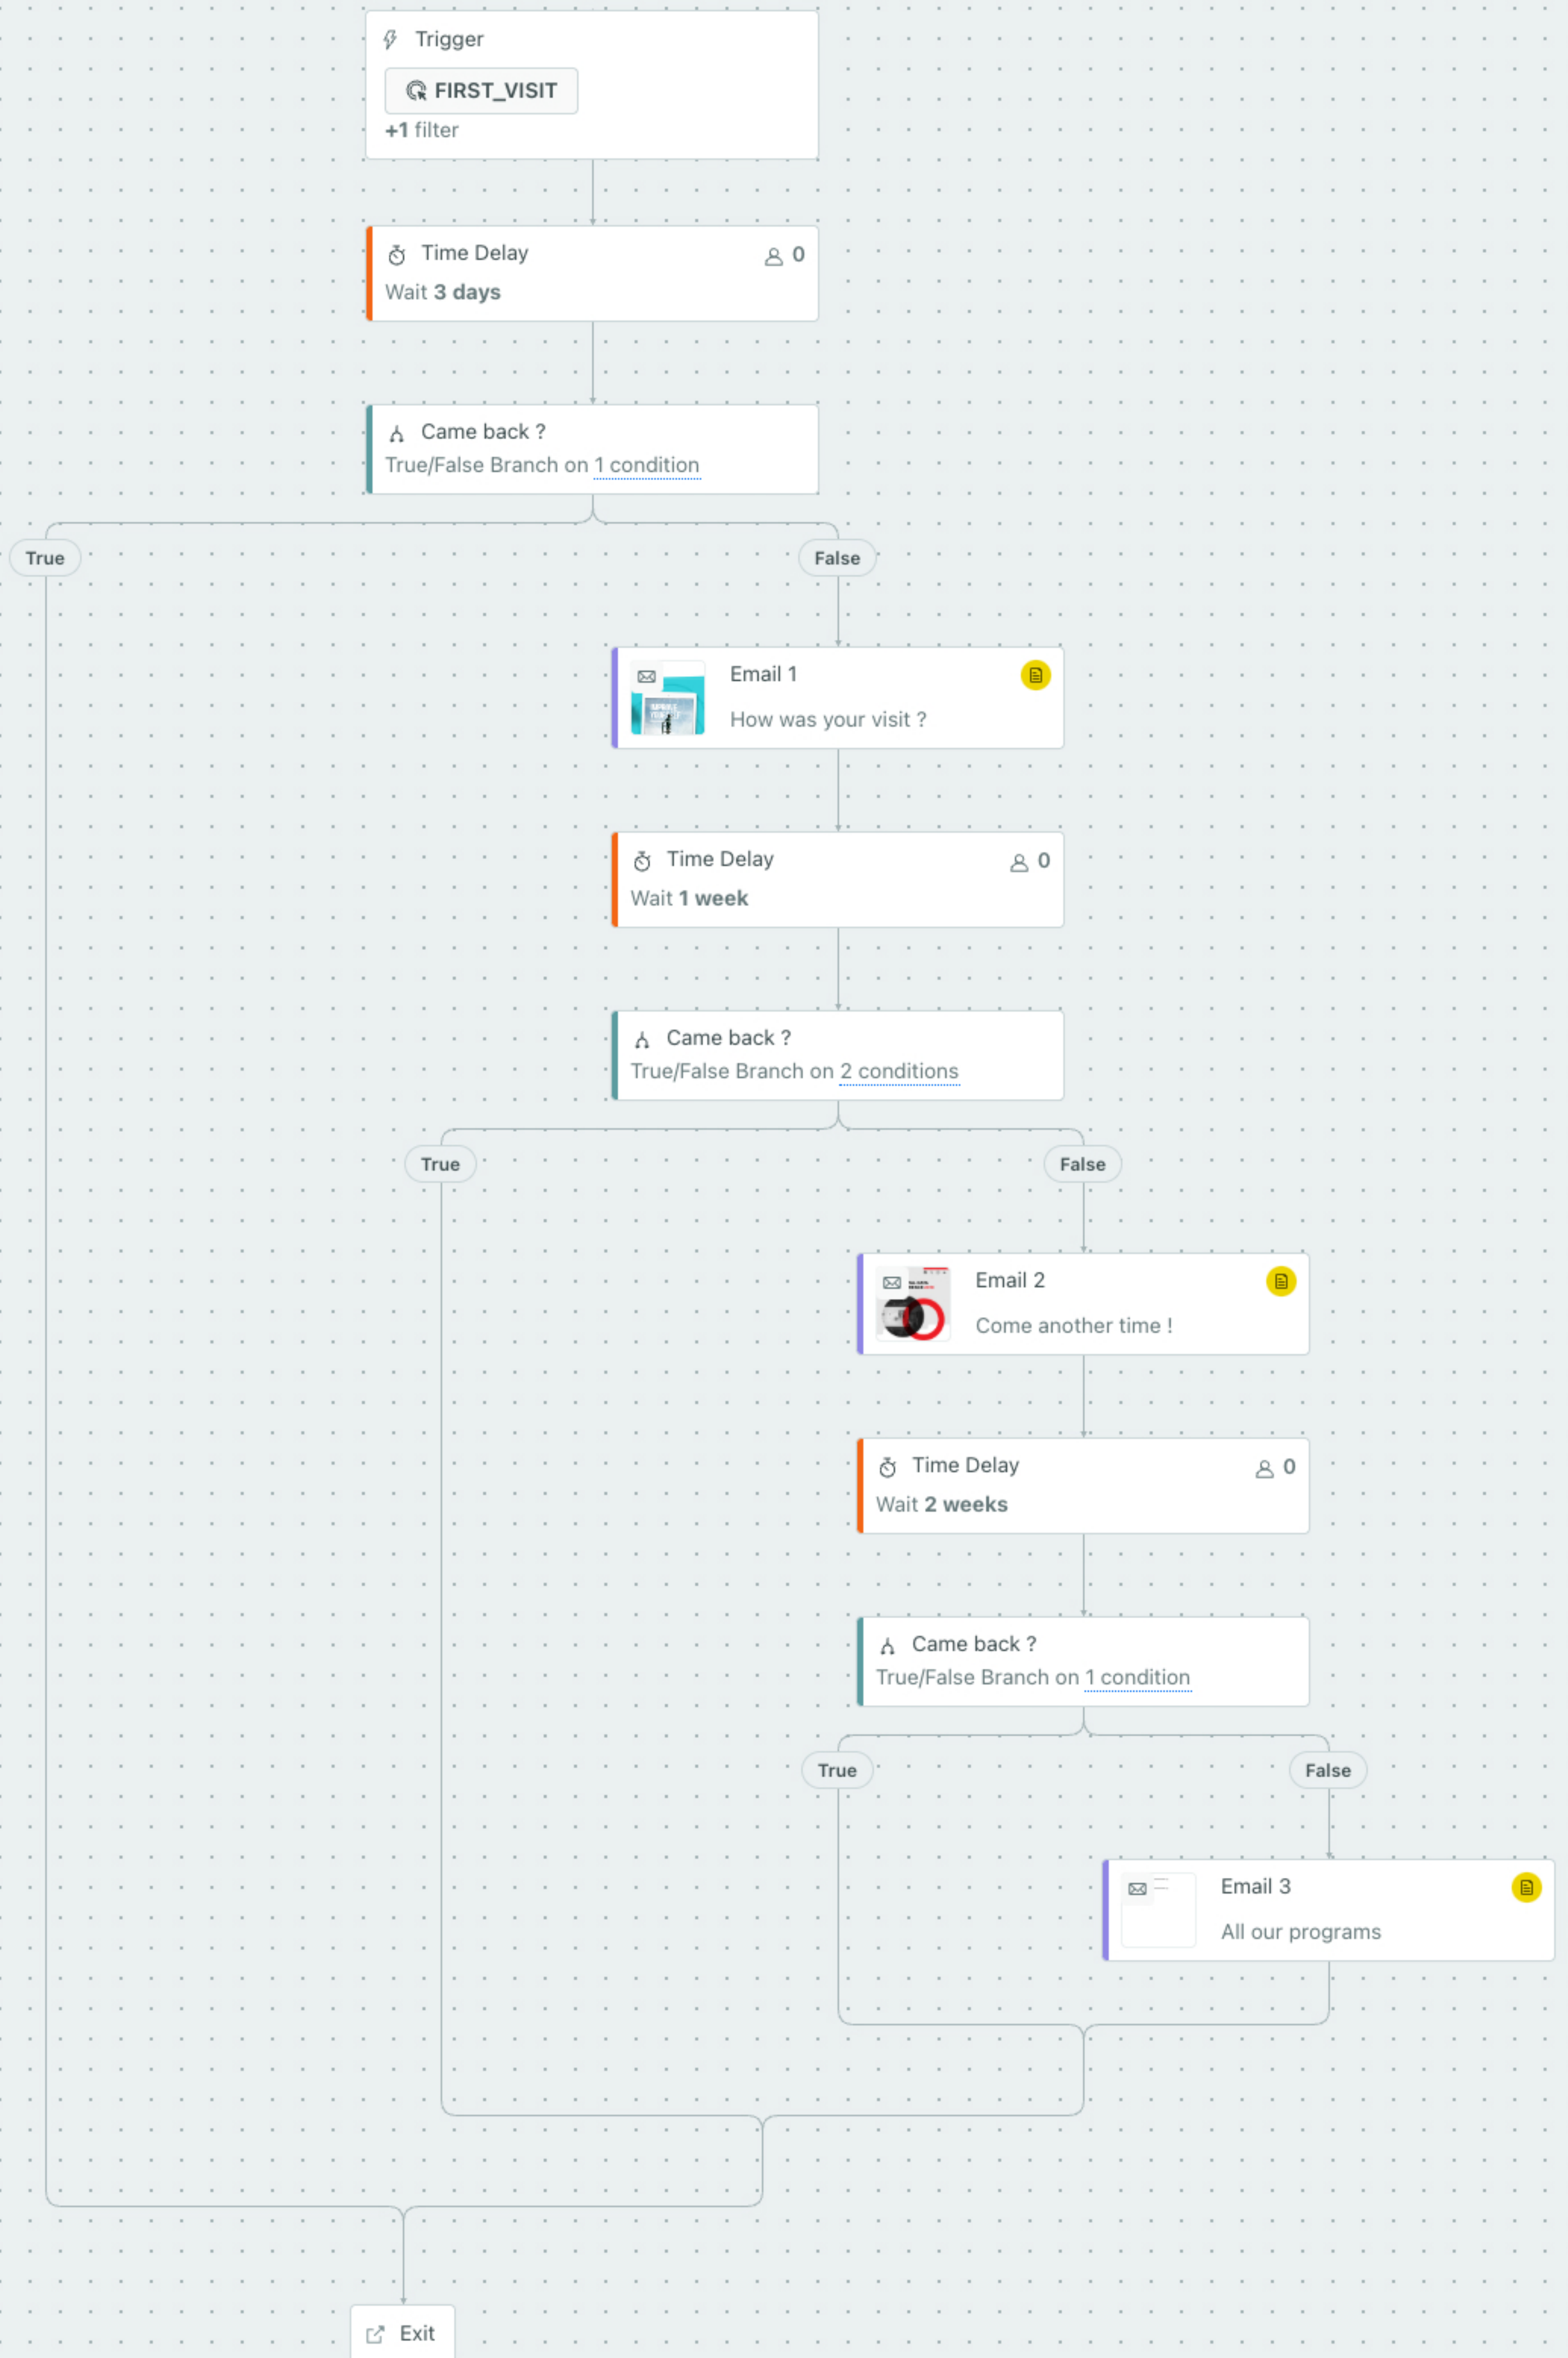 Trigger
FIRST_VISIT
+1 filter
Time Delay 0
Wait 3 days
Came back ?
True/False Branch on 1 condition
True False
Email 1
How was your visit ?
Time Delay 0
Wait 1 week
Came back ?
True/False Branch on 2 conditions
True False
Email 2
Come another time !
Time Delay 0
Wait 2 weeks
Came back ?
True/False Branch on 1 condition
True False
Email 3
All our programs
Exit